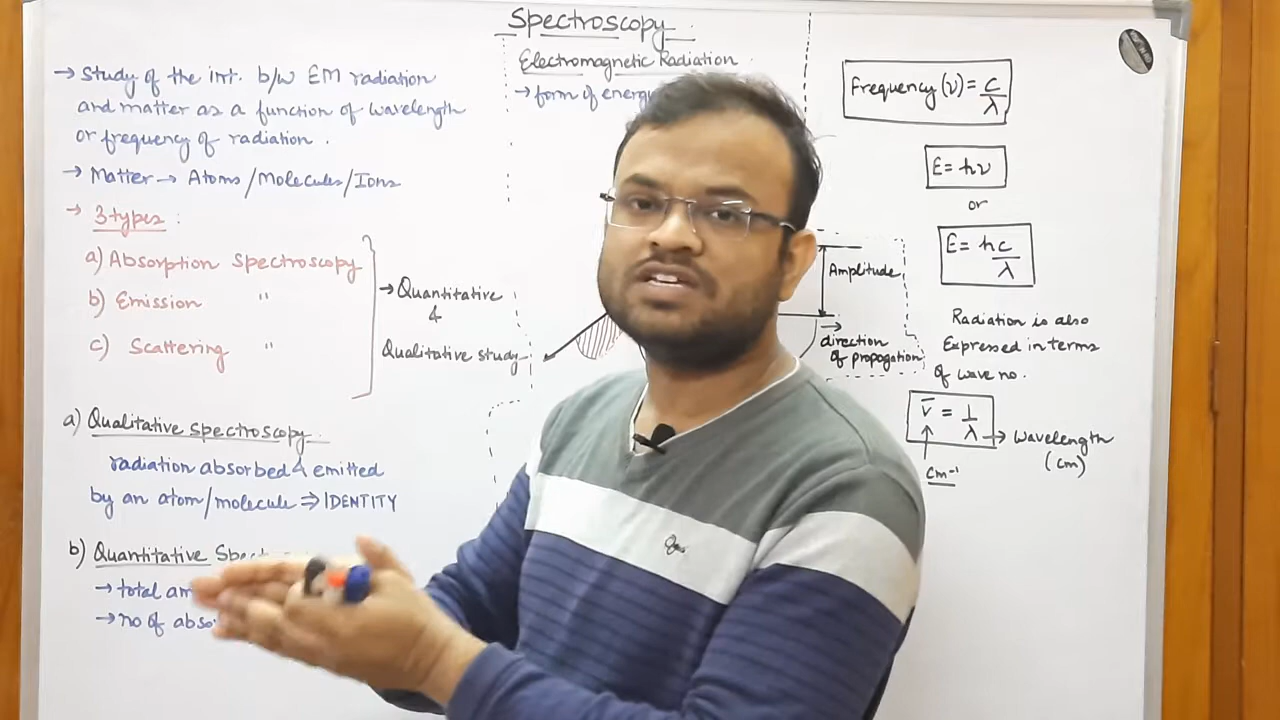 Spectroscopy
→ Study of the int. b/w EM radiation
and matter as a function of wavelength
or frequency of radiation.
→ Matter → Atoms/Molecules/Ions
→ 3 types:
a) Absorption Spectroscopy
b) Emission "
c) Scattering "
→ Quantitative
&
Qualitative study
a) Qualitative Spectroscopy.
radiation absorbed & emitted
by an atom/molecule ⇒ IDENTITY
b) Quantitative
→ total
→ no of
Electromagnetic Radiation
→ form of energy
Amplitude
→
direction
of propogation
Frequency (ν) = c/λ
E = hν
or
E = hc/λ
Radiation is also
Expressed in terms
of wave no.
ν̄ = 1/λ → Wavelength
(cm)
cm⁻¹